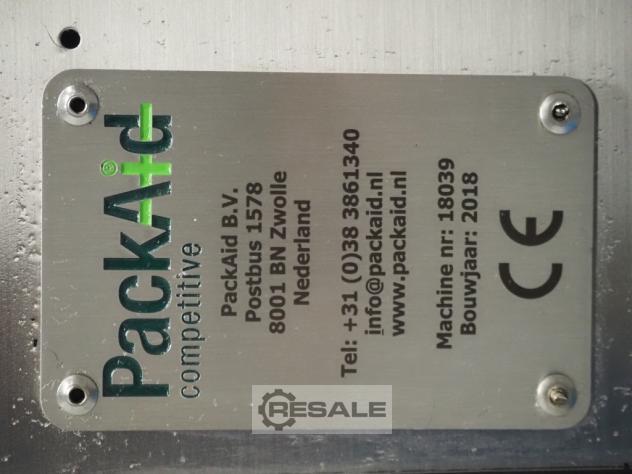 PackAid®
competitive
PackAid B.V.
Postbus 1578
8001 BN Zwolle
Nederland
Tel: +31 (0)38 3861340
info@packaid.nl
www.packaid.nl
Machine nr: 18039
Bouwjaar: 2018
CE
RESALE